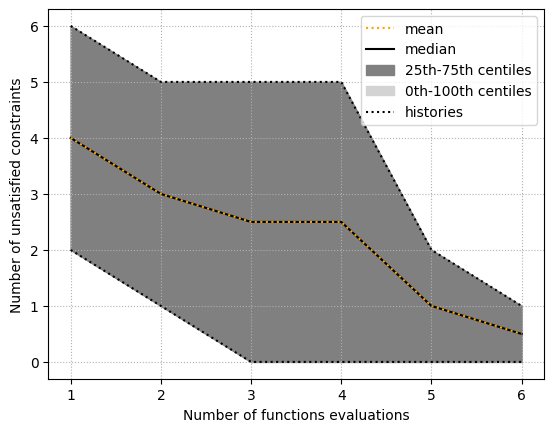 mean
median
25th-75th centiles
0th-100th centiles
histories
6
5
4
3
2
1
0
Number of unsatisfied constraints
1 2 3 4 5 6
Number of functions evaluations